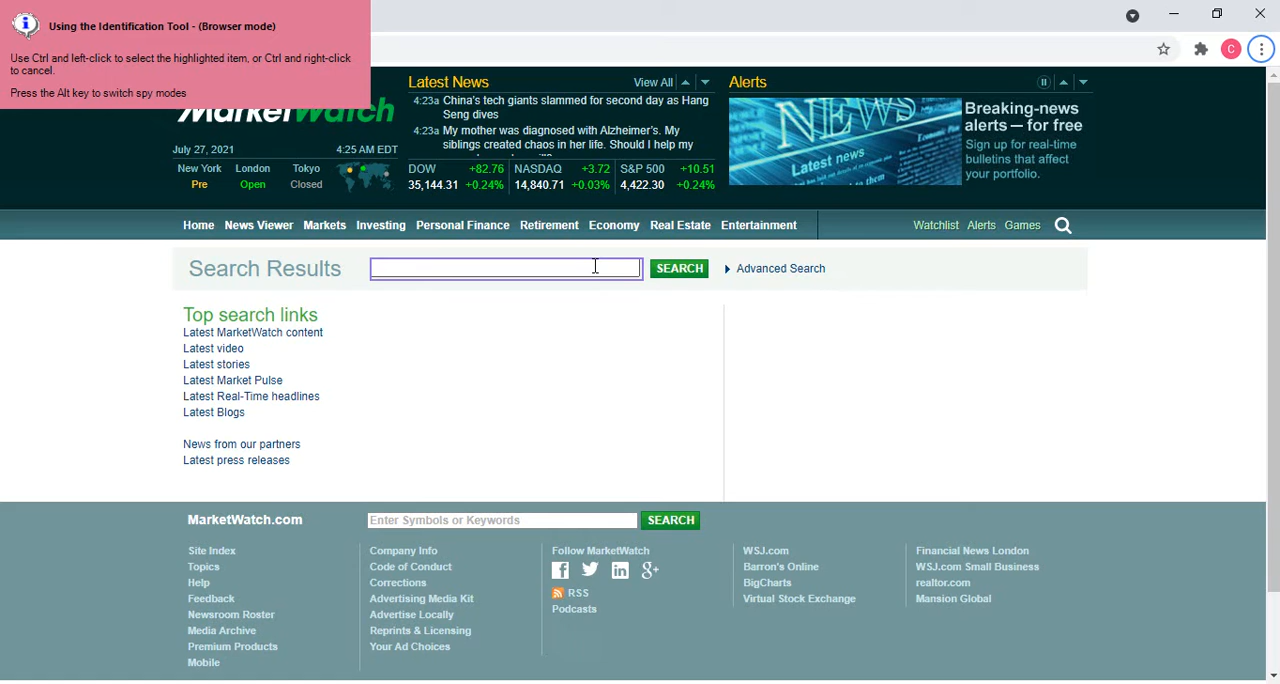 Using the Identification Tool - (Browser mode)
Use Ctrl and left-click to select the highlighted item, or Ctrl and right-click
to cancel.
Press the Alt key to switch spy modes
C
MarketWatch
July 27, 2021 4:25 AM EDT
New York London Tokyo
Pre Open Closed
Latest News View All
4:23a China's tech giants slammed for second day as Hang
Seng dives
4:23a My mother was diagnosed with Alzheimer's. My
siblings created chaos in her life. Should I help my
DOW +82.76 NASDAQ +3.72 S&P 500 +10.51
35,144.31 +0.24% 14,840.71 +0.03% 4,422.30 +0.24%
Alerts
NEWS
Latest news
Breaking-news
alerts — for free
Sign up for real-time
bulletins that affect
your portfolio.
Home News Viewer Markets Investing Personal Finance Retirement Economy Real Estate Entertainment Watchlist Alerts Games
Search Results SEARCH Advanced Search
Top search links
Latest MarketWatch content
Latest video
Latest stories
Latest Market Pulse
Latest Real-Time headlines
Latest Blogs
News from our partners
Latest press releases
MarketWatch.com Enter Symbols or Keywords SEARCH
Site Index
Topics
Help
Feedback
Newsroom Roster
Media Archive
Premium Products
Mobile
Company Info
Code of Conduct
Corrections
Advertising Media Kit
Advertise Locally
Reprints & Licensing
Your Ad Choices
Follow MarketWatch
RSS
Podcasts
WSJ.com
Barron's Online
BigCharts
Virtual Stock Exchange
Financial News London
WSJ.com Small Business
realtor.com
Mansion Global